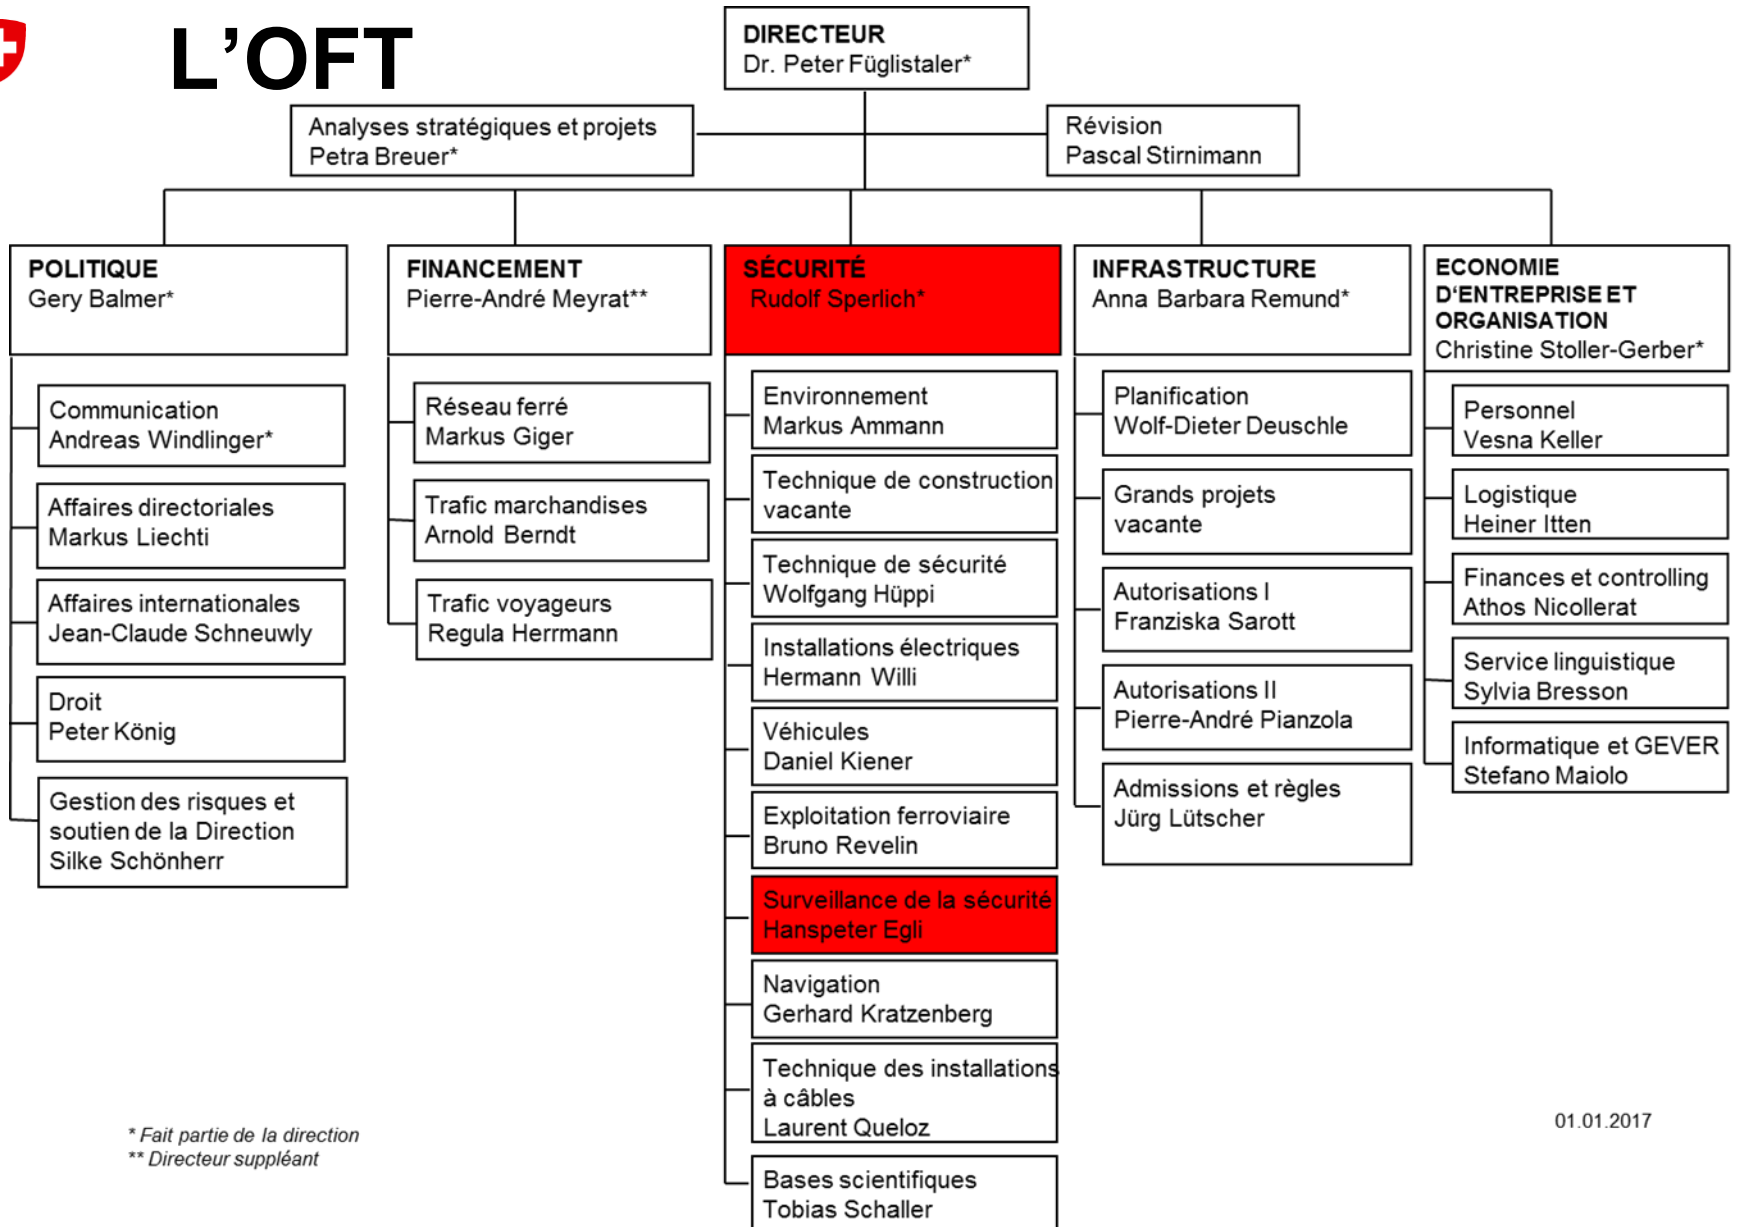 L’OFT
DIRECTEUR
Dr. Peter Füglistaler*
Analyses stratégiques et projets
Petra Breuer*
Révision
Pascal Stirnimann
POLITIQUE
Gery Balmer*
Communication
Andreas Windlinger*
Affaires directoriales
Markus Liechti
Affaires internationales
Jean-Claude Schneuwly
Droit
Peter König
Gestion des risques et
soutien de la Direction
Silke Schönherr
FINANCEMENT
Pierre-André Meyrat**
Réseau ferré
Markus Giger
Trafic marchandises
Arnold Berndt
Trafic voyageurs
Regula Herrmann
SÉCURITÉ
Rudolf Sperlich*
Environnement
Markus Ammann
Technique de construction
vacante
Technique de sécurité
Wolfgang Hüppi
Installations électriques
Hermann Willi
Véhicules
Daniel Kiener
Exploitation ferroviaire
Bruno Revelin
Surveillance de la sécurité
Hanspeter Egli
Navigation
Gerhard Kratzenberg
Technique des installations
à câbles
Laurent Queloz
Bases scientifiques
Tobias Schaller
INFRASTRUCTURE
Anna Barbara Remund*
Planification
Wolf-Dieter Deuschle
Grands projets
vacante
Autorisations I
Franziska Sarott
Autorisations II
Pierre-André Pianzola
Admissions et règles
Jürg Lütscher
ECONOMIE
D‘ENTREPRISE ET
ORGANISATION
Christine Stoller-Gerber*
Personnel
Vesna Keller
Logistique
Heiner Itten
Finances et controlling
Athos Nicollerat
Service linguistique
Sylvia Bresson
Informatique et GEVER
Stefano Maiolo
* Fait partie de la direction
** Directeur suppléant
01.01.2017